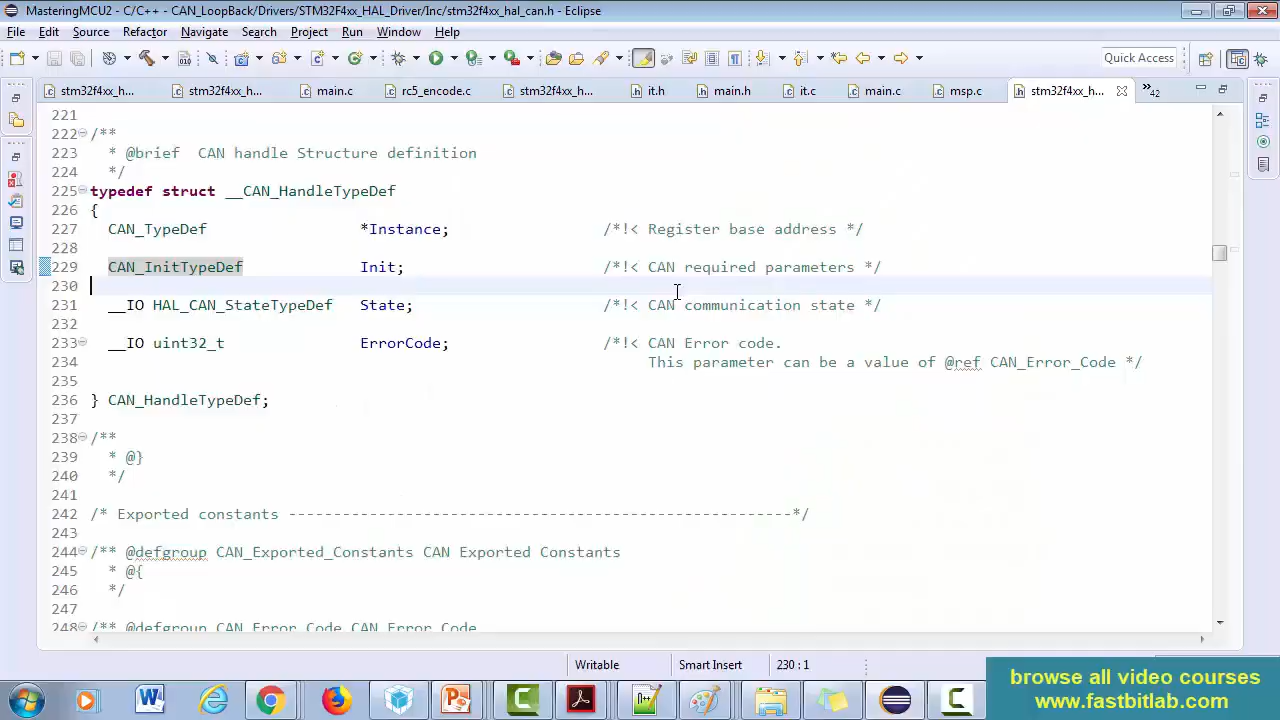 MasteringMCU2 - C/C++ - CAN_LoopBack/Drivers/STM32F4xx_HAL_Driver/Inc/stm32f4xx_hal_can.h - Eclipse
File Edit Source Refactor Navigate Search Project Run Window Help
Quick Access
stm32f4xx_h... stm32f4xx_h... main.c rc5_encode.c stm32f4xx_h... it.h main.h it.c main.c msp.c stm32f4xx_h... »42
221
222 /**
223 * @brief CAN handle Structure definition
224 */
225 typedef struct __CAN_HandleTypeDef
226 {
227 CAN_TypeDef *Instance; /*!< Register base address */
228
229 CAN_InitTypeDef Init; /*!< CAN required parameters */
230
231 __IO HAL_CAN_StateTypeDef State; /*!< CAN communication state */
232
233 __IO uint32_t ErrorCode; /*!< CAN Error code.
234 This parameter can be a value of @ref CAN_Error_Code */
235
236 } CAN_HandleTypeDef;
237
238 /**
239 * @}
240 */
241
242 /* Exported constants --------------------------------------------------------*/
243
244 /** @defgroup CAN_Exported_Constants CAN Exported Constants
245 * @{
246 */
247
248 /** @defgroup CAN_Error_Code CAN Error Code
Writable Smart Insert 230 : 1
browse all video courses
www.fastbitlab.com